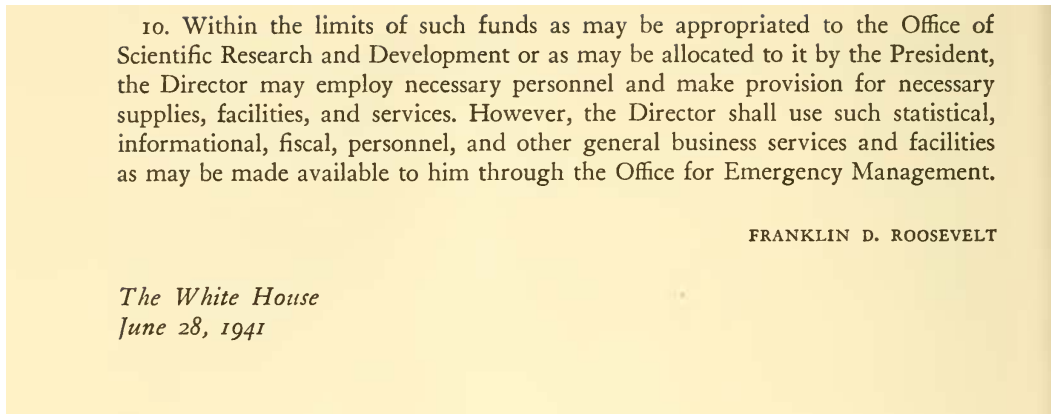 10. Within the limits of such funds as may be appropriated to the Office of
Scientific Research and Development or as may be allocated to it by the President,
the Director may employ necessary personnel and make provision for necessary
supplies, facilities, and services. However, the Director shall use such statistical,
informational, fiscal, personnel, and other general business services and facilities
as may be made available to him through the Office for Emergency Management.
FRANKLIN D. ROOSEVELT
The White House
June 28, 1941